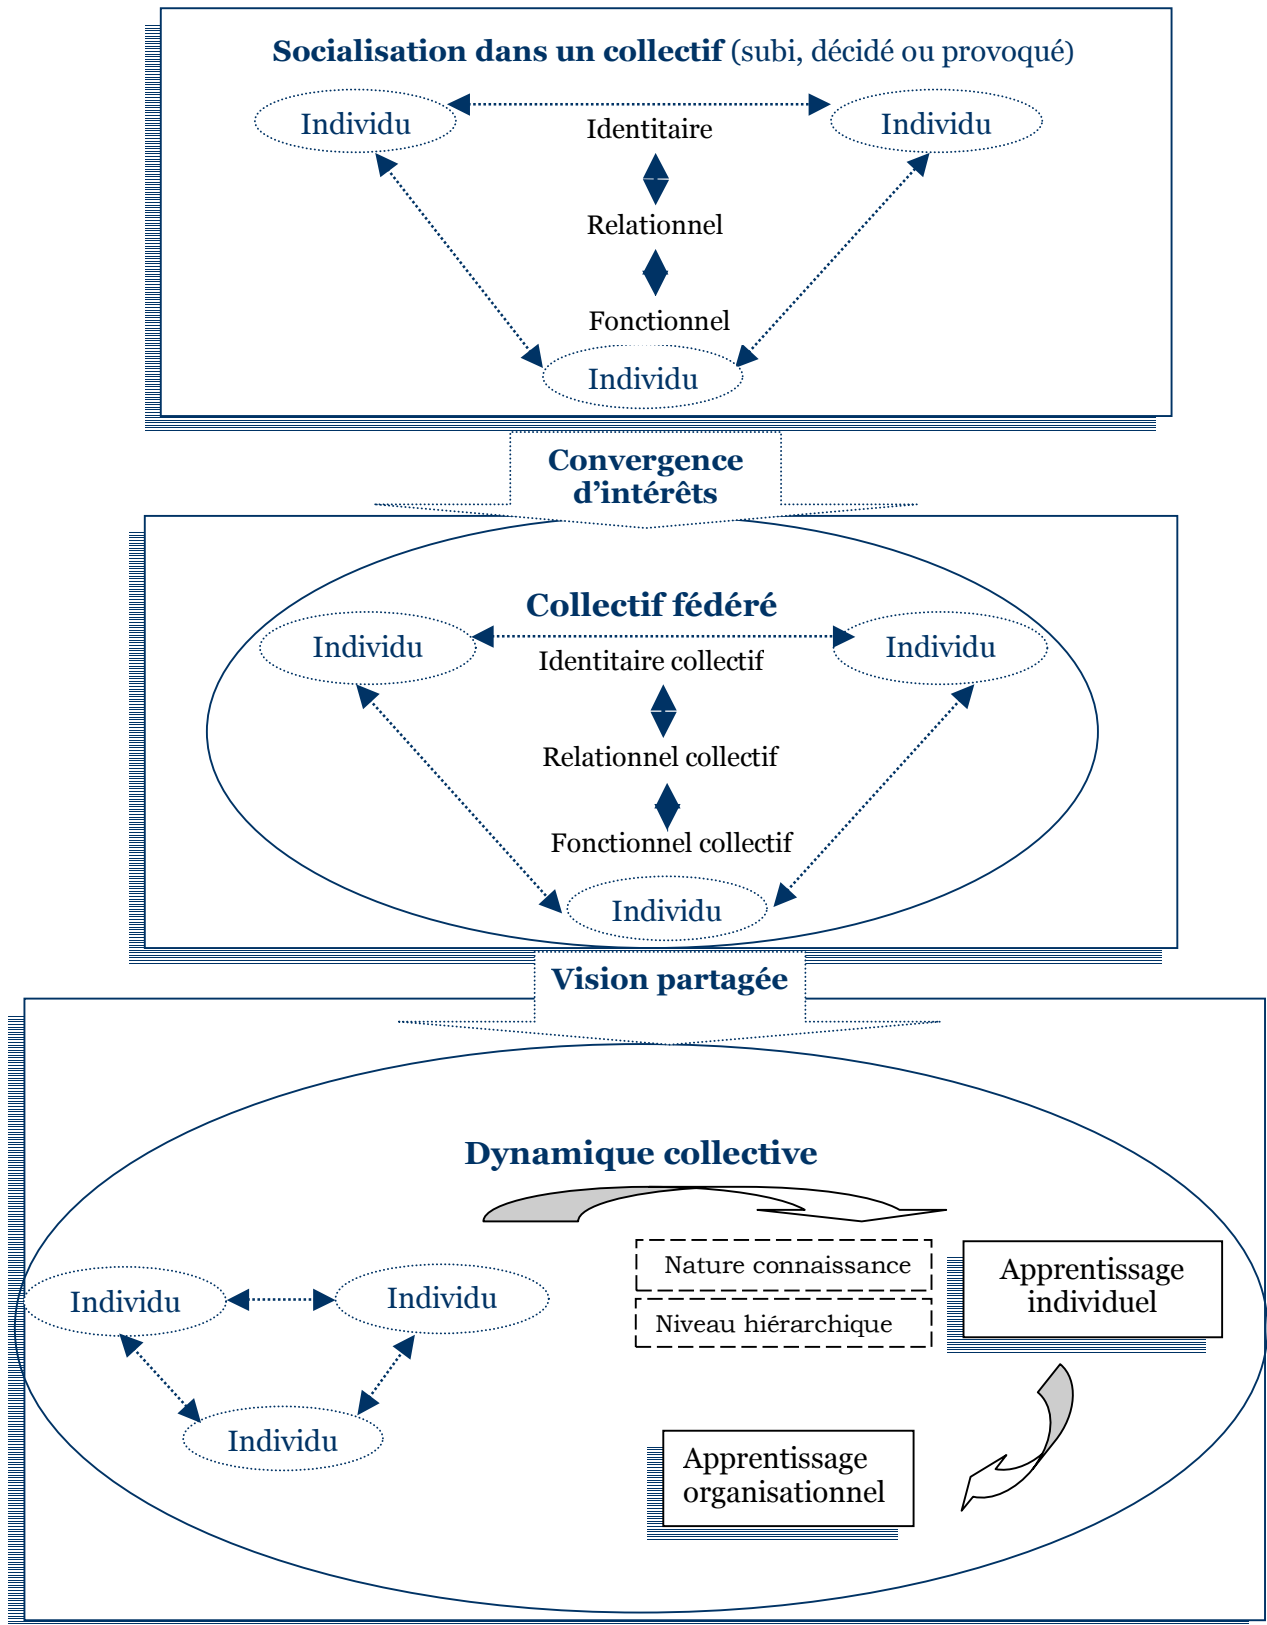 Socialisation dans un collectif (subi, décidé ou provoqué)
Individu
Individu
Identitaire
Relationnel
Fonctionnel
Individu
Convergence
d’intérêts
Collectif fédéré
Individu
Individu
Identitaire collectif
Relationnel collectif
Fonctionnel collectif
Individu
Vision partagée
Dynamique collective
Individu
Individu
Individu
Nature connaissance
Niveau hiérarchique
Apprentissage
individuel
Apprentissage
organisationnel